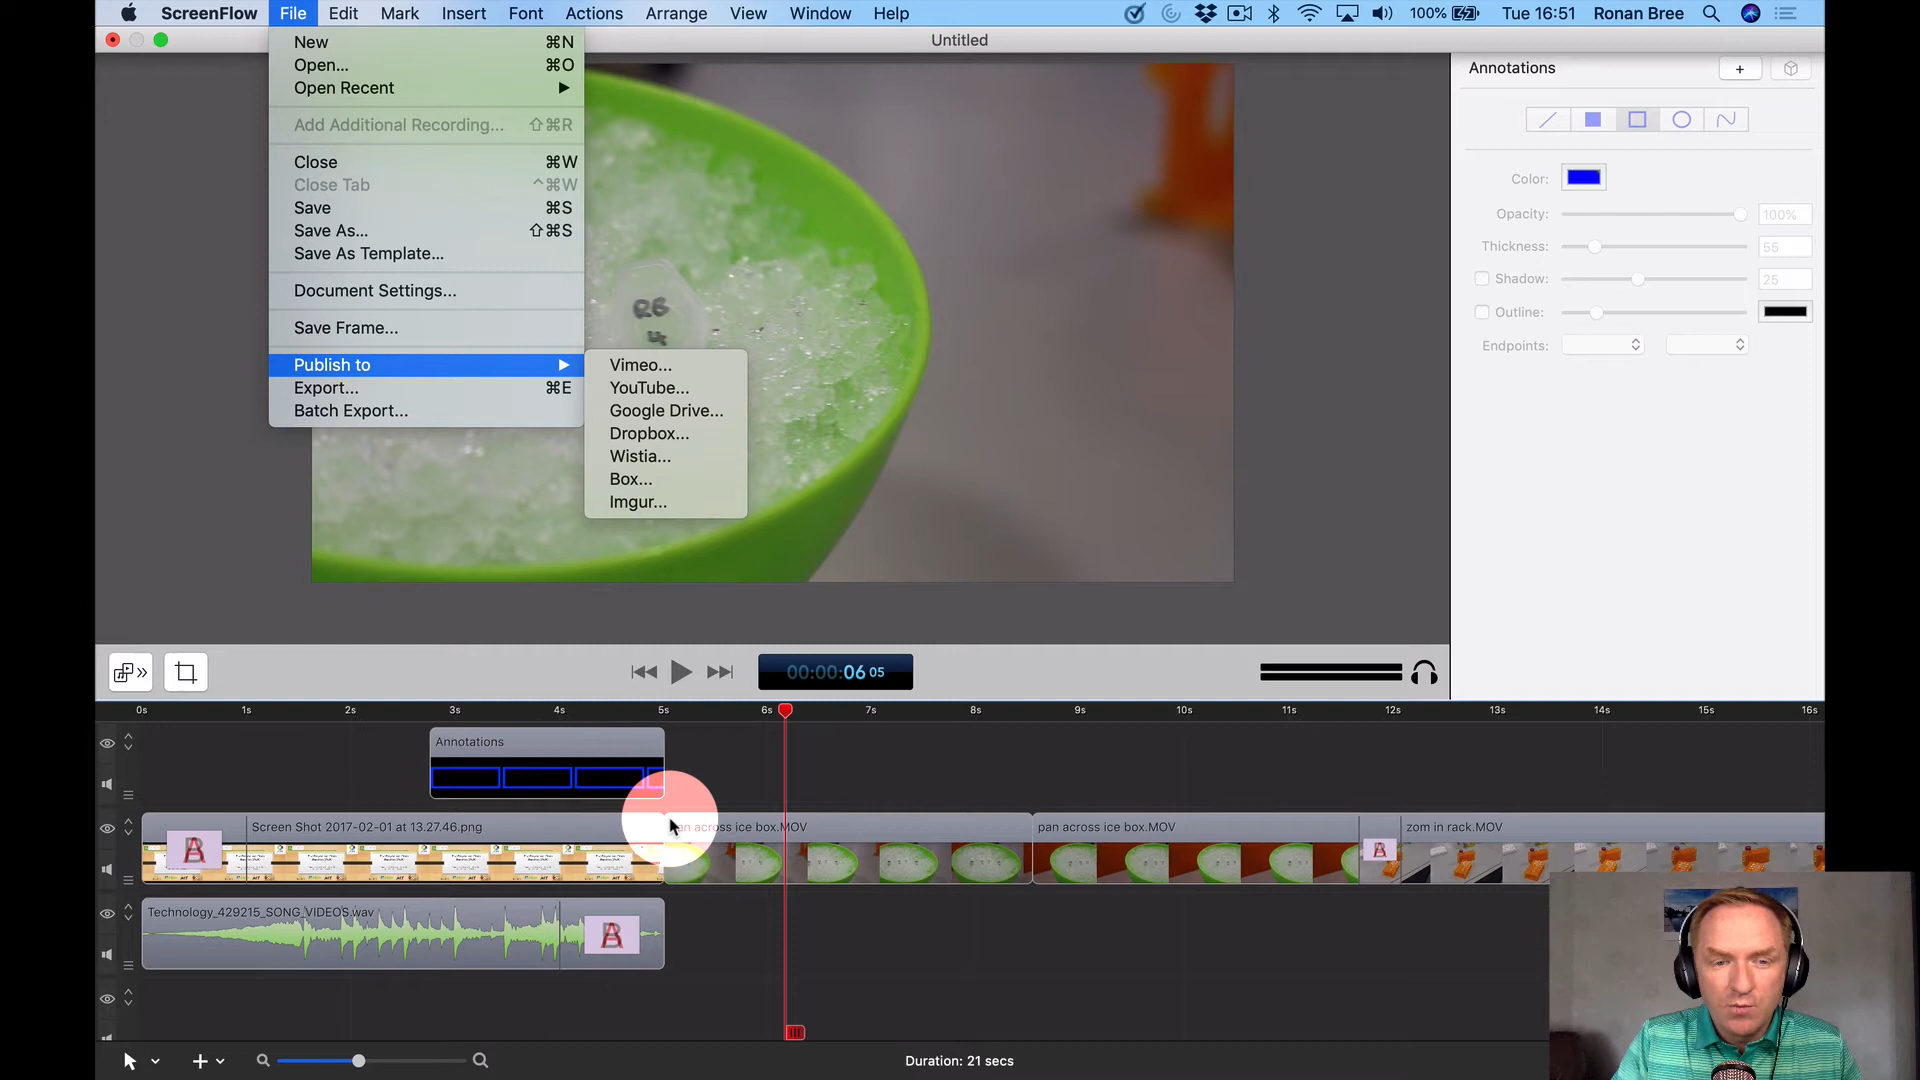 ScreenFlow File Edit Mark Insert Font Actions Arrange View Window Help 100% Tue 16:51 Ronan Bree
Untitled
New ⌘N
Open... ⌘O
Open Recent
Add Additional Recording... ⇧⌘R
Close ⌘W
Close Tab ^⌘W
Save ⌘S
Save As... ⇧⌘S
Save As Template...
Document Settings...
Save Frame...
Publish to
Export... ⌘E
Batch Export...
Vimeo...
YouTube...
Google Drive...
Dropbox...
Wistia...
Box...
Imgur...
Annotations
Color:
Opacity: 100%
Thickness: 55
Shadow: 25
Outline:
Endpoints:
00:00:06 05
0s 1s 2s 3s 4s 5s 6s 7s 8s 9s 10s 11s 12s 13s 14s 15s 16s
Annotations
Screen Shot 2017-02-01 at 13.27.46.png
across ice box.MOV
pan across ice box.MOV
zom in rack.MOV
Technology_429215_SONG_VIDEOS.wav
Duration: 21 secs